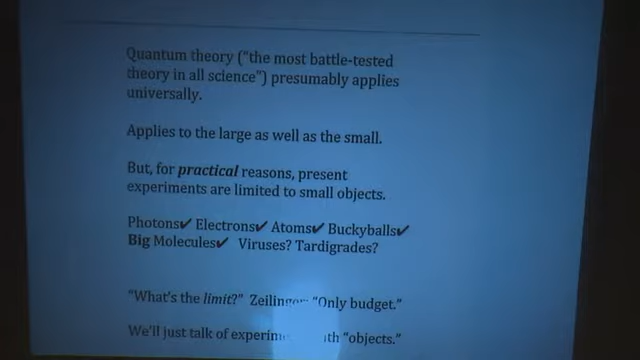 Quantum theory ("the most battle-tested
theory in all science") presumably applies
universally.
Applies to the large as well as the small.
But, for practical reasons, present
experiments are limited to small objects.
Photons✔ Electrons✔ Atoms✔ Buckyballs✔
Big Molecules✔ Viruses? Tardigrades?
"What's the limit?" "Only budget."
We'll just talk of "objects."